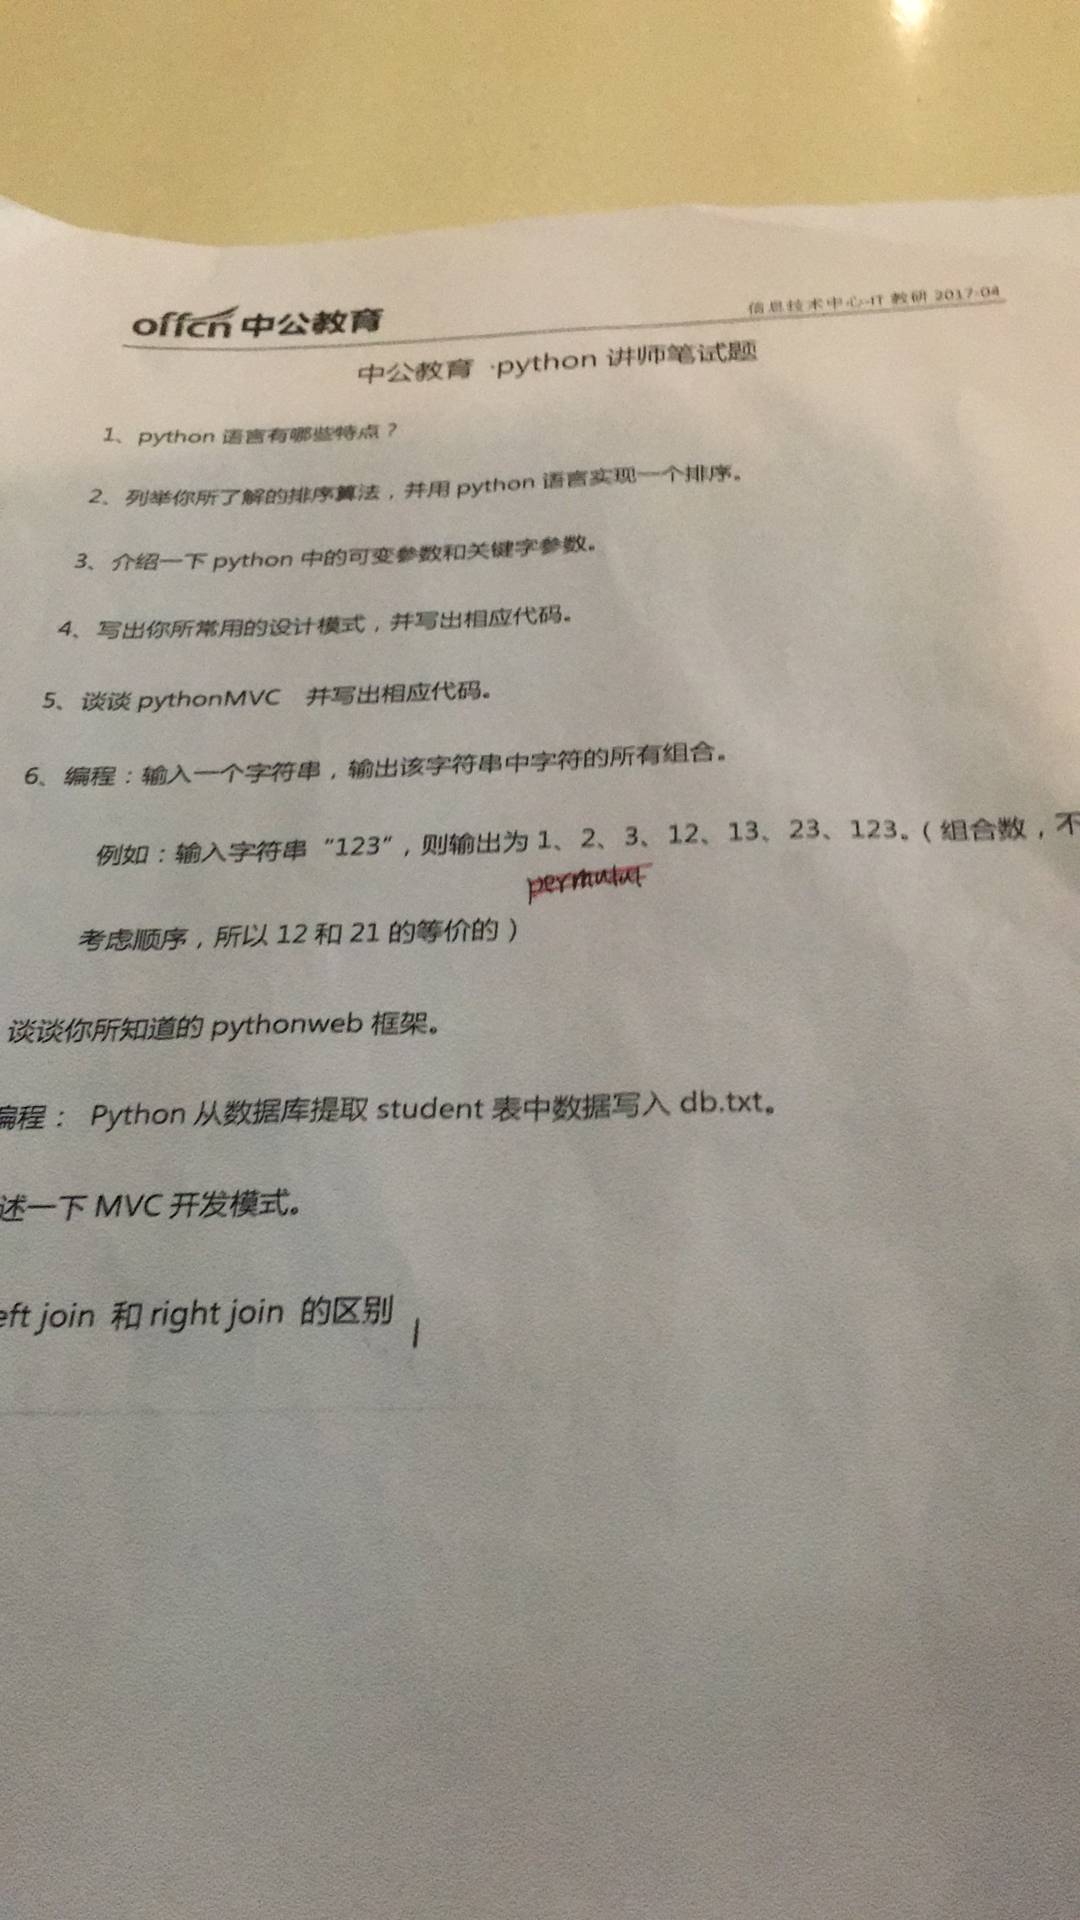 offcn 中公教育
信息技术中心-IT 教研 2017-04
中公教育 ·python 讲师笔试题
1、python 语言有哪些特点？
2、列举你所了解的排序算法，并用 python 语言实现一个排序。
3、介绍一下 python 中的可变参数和关键字参数。
4、写出你所常用的设计模式，并写出相应代码。
5、谈谈 pythonMVC 并写出相应代码。
6、编程：输入一个字符串，输出该字符串中字符的所有组合。
例如：输入字符串 “123”，则输出为 1、2、3、12、13、23、123。（组合数，不
考虑顺序，所以 12 和 21 的等价的）
谈谈你所知道的 pythonweb 框架。
编程： Python 从数据库提取 student 表中数据写入 db.txt。
述一下 MVC 开发模式。
eft join 和 right join 的区别